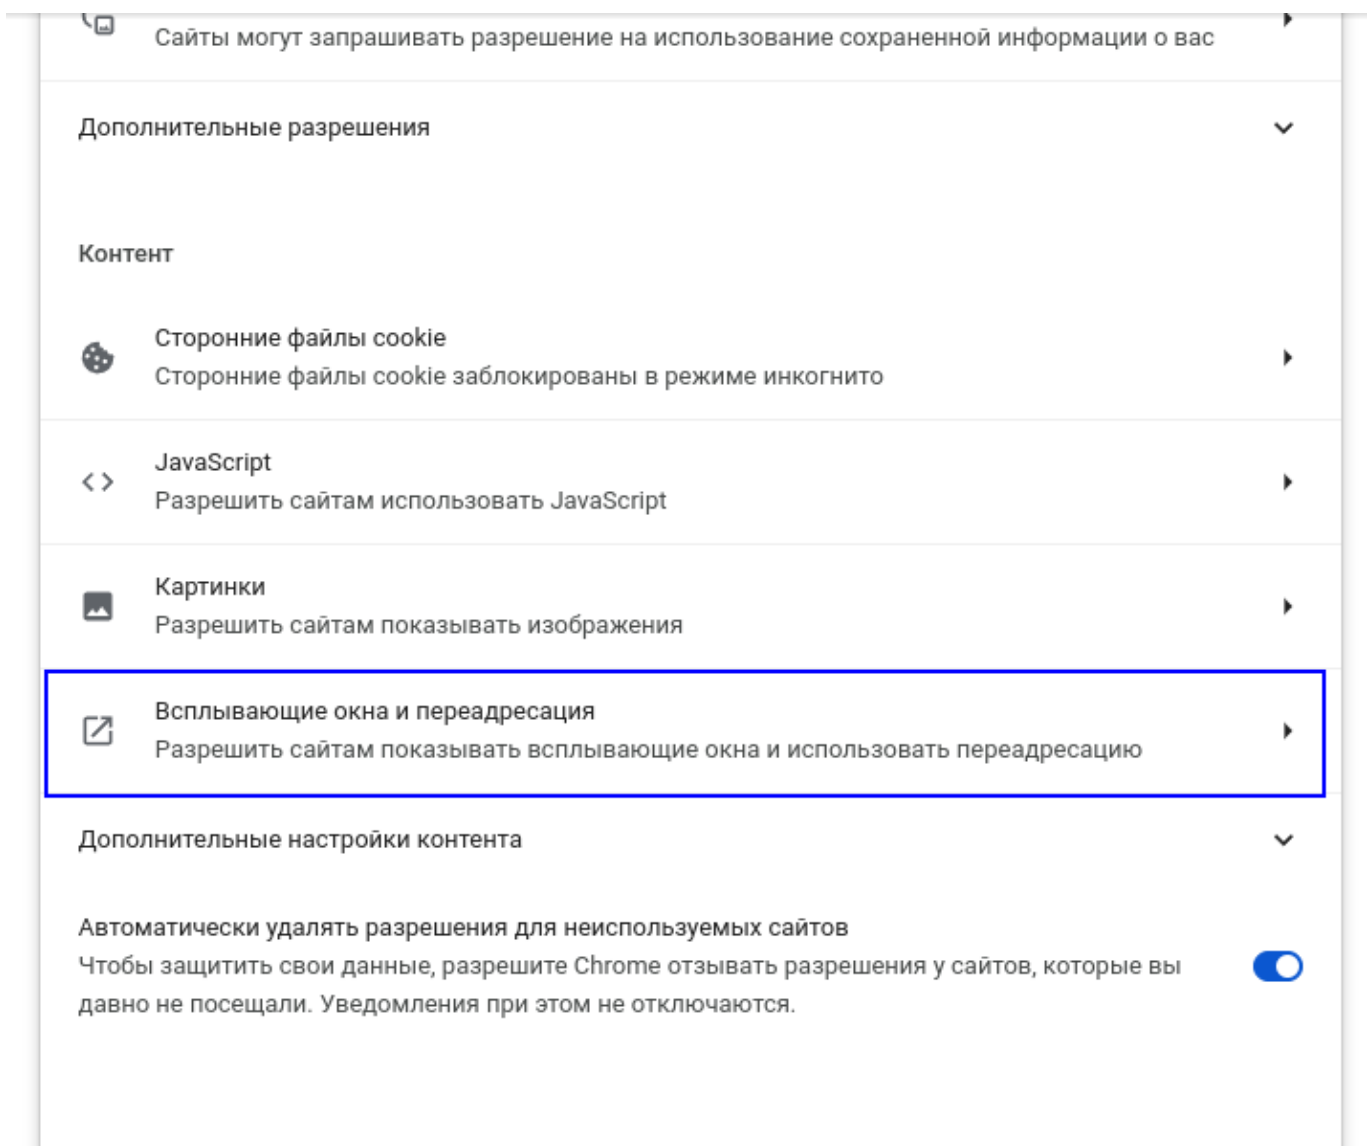 Сайты могут запрашивать разрешение на использование сохраненной информации о вас
Дополнительные разрешения
Контент
Сторонние файлы cookie
Сторонние файлы cookie заблокированы в режиме инкогнито
JavaScript
Разрешить сайтам использовать JavaScript
Картинки
Разрешить сайтам показывать изображения
Всплывающие окна и переадресация
Разрешить сайтам показывать всплывающие окна и использовать переадресацию
Дополнительные настройки контента
Автоматически удалять разрешения для неиспользуемых сайтов
Чтобы защитить свои данные, разрешите Chrome отзывать разрешения у сайтов, которые вы
давно не посещали. Уведомления при этом не отключаются.